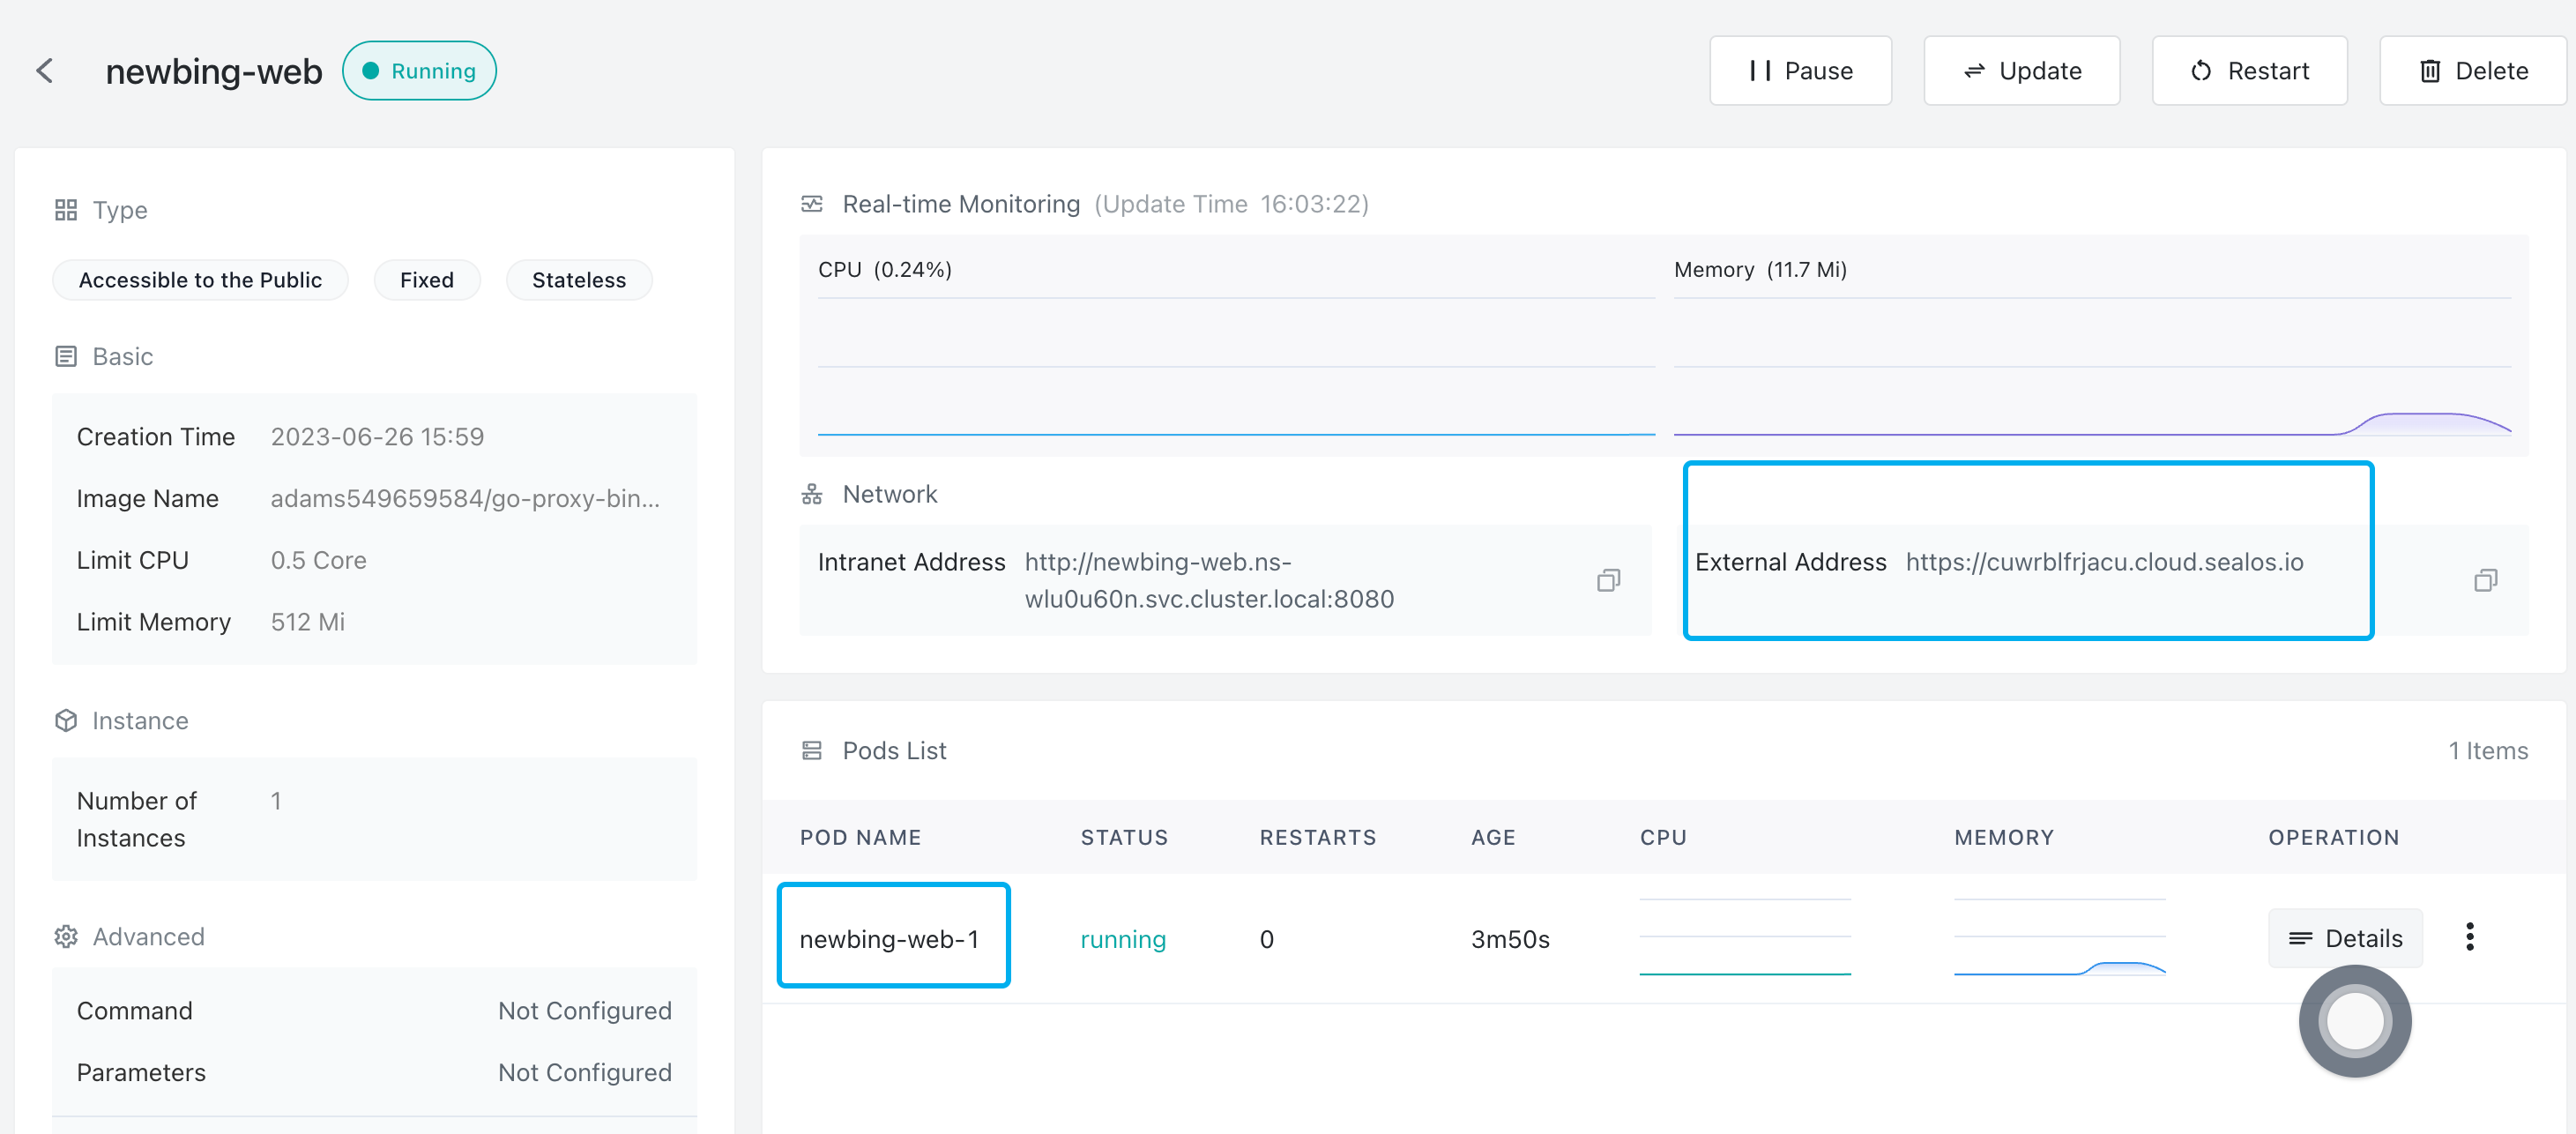 newbing-web
Running
Pause
Update
Restart
Delete
Type
Accessible to the Public
Fixed
Stateless
Basic
Creation Time 2023-06-26 15:59
Image Name adams549659584/go-proxy-bin...
Limit CPU 0.5 Core
Limit Memory 512 Mi
Instance
Number of 1
Instances
Advanced
Command Not Configured
Parameters Not Configured
Real-time Monitoring (Update Time 16:03:22)
CPU (0.24%)
Memory (11.7 Mi)
Network
Intranet Address http://newbing-web.ns-
wlu0u60n.svc.cluster.local:8080
External Address https://cuwrblfrjacu.cloud.sealos.io
Pods List
1 Items
POD NAME STATUS RESTARTS AGE CPU MEMORY OPERATION
newbing-web-1 running 0 3m50s Details